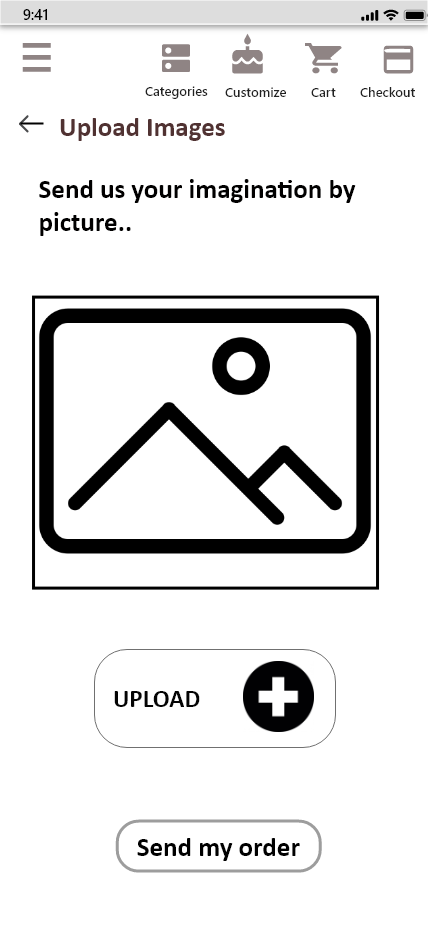 9:41
Categories Customize Cart Checkout
Upload Images
Send us your imagination by
picture..
UPLOAD
Send my order